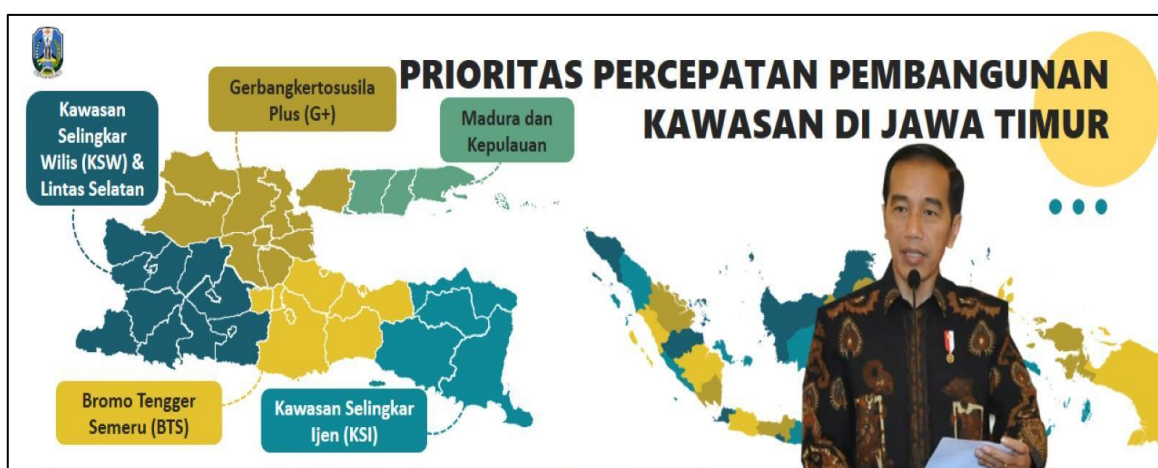 PRIORITAS PERCEPATAN PEMBANGUNAN
KAWASAN DI JAWA TIMUR
Kawasan
Selingkar
Wilis (KSW) &
Lintas Selatan
Gerbangkertosusila
Plus (G+)
Madura dan
Kepulauan
Bromo Tengger
Semeru (BTS)
Kawasan Selingkar
Ijen (KSI)